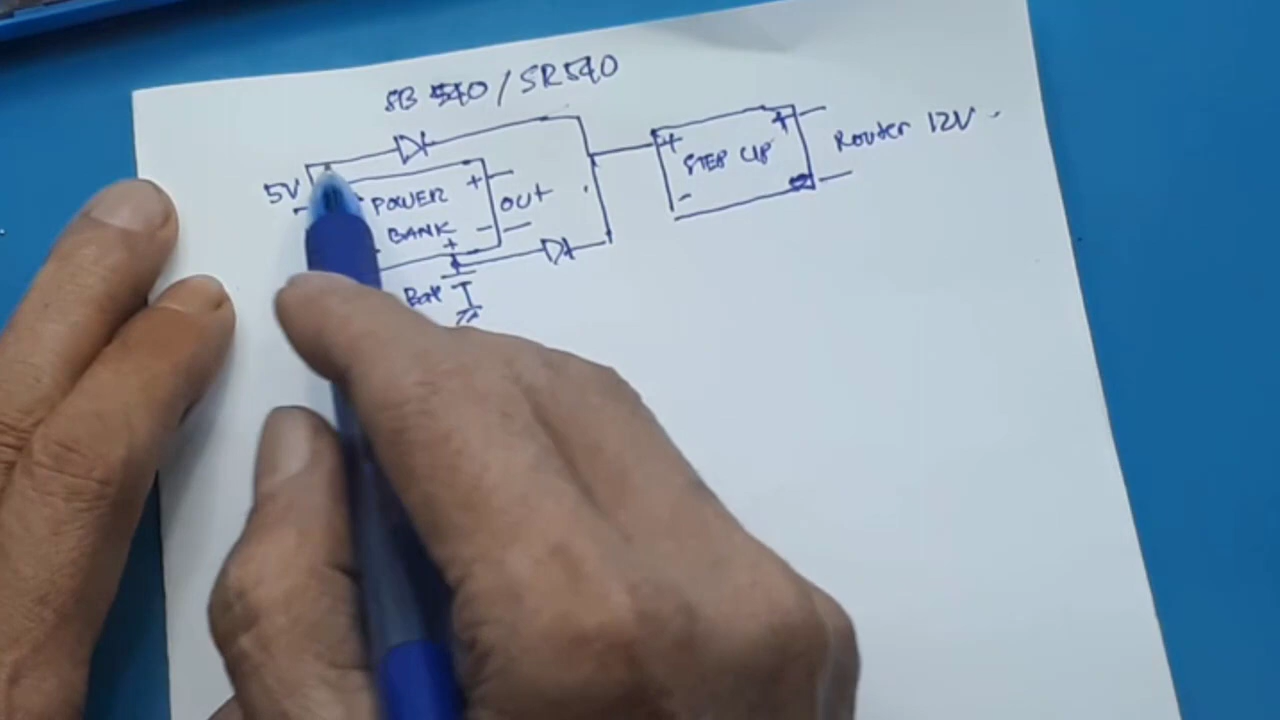 SB 540 / SR540
5V
POWER
BANK
+
-
+
OUT
Bat
+
-
STEP UP
+
Router 12V